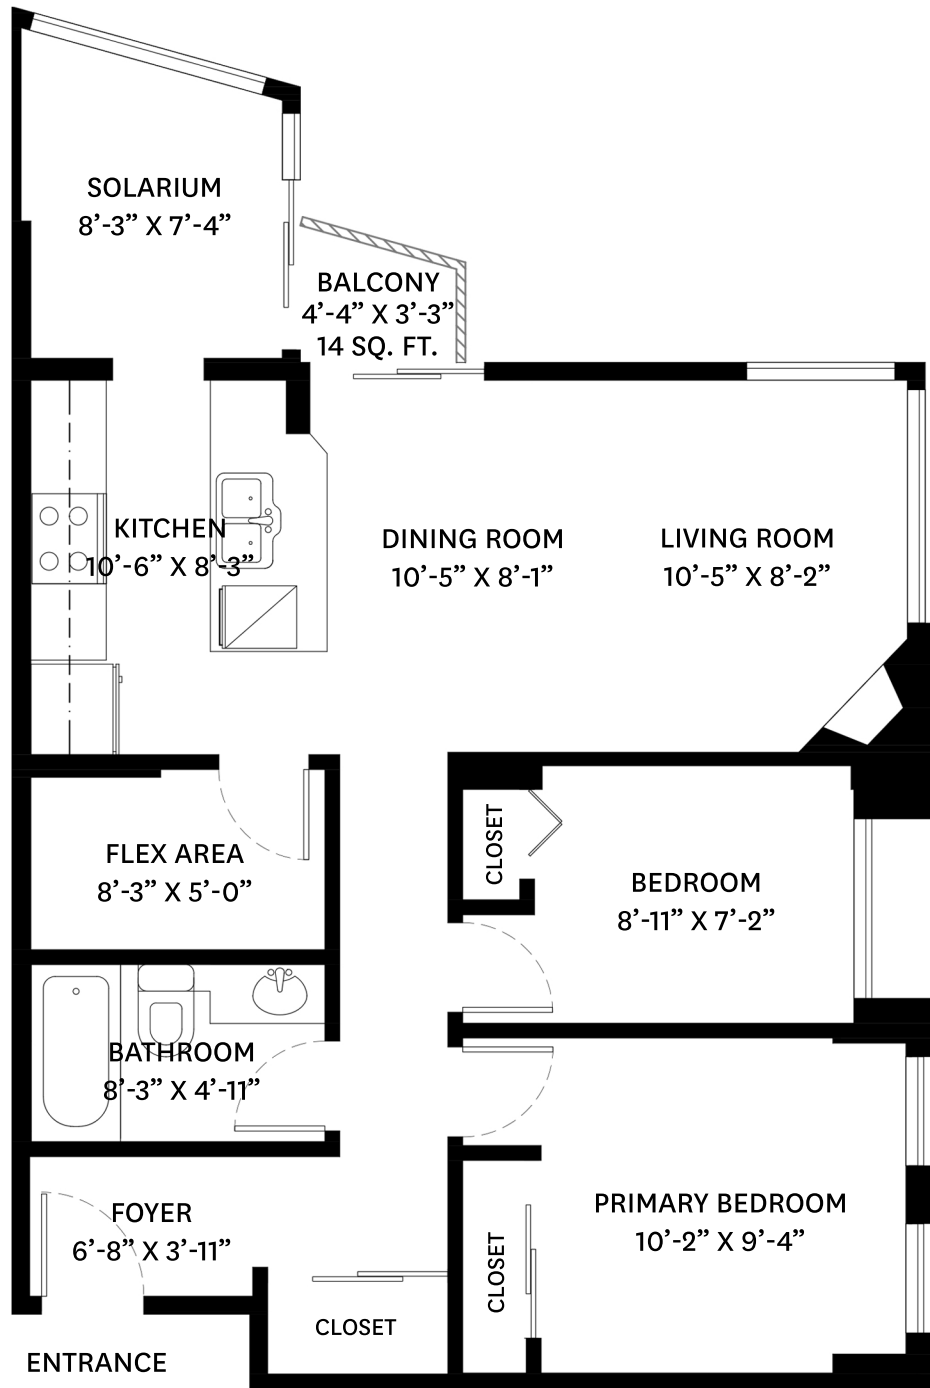 SOLARIUM
8’-3” X 7’-4”
BALCONY
4’-4” X 3’-3”
14 SQ. FT.
KITCHEN
10’-6” X 8’-3”
DINING ROOM
10’-5” X 8’-1”
LIVING ROOM
10’-5” X 8’-2”
FLEX AREA
8’-3” X 5’-0”
CLOSET
BEDROOM
8’-11” X 7’-2”
BATHROOM
8’-3” X 4’-11”
FOYER
6’-8” X 3’-11”
PRIMARY BEDROOM
10’-2” X 9’-4”
CLOSET
CLOSET
ENTRANCE